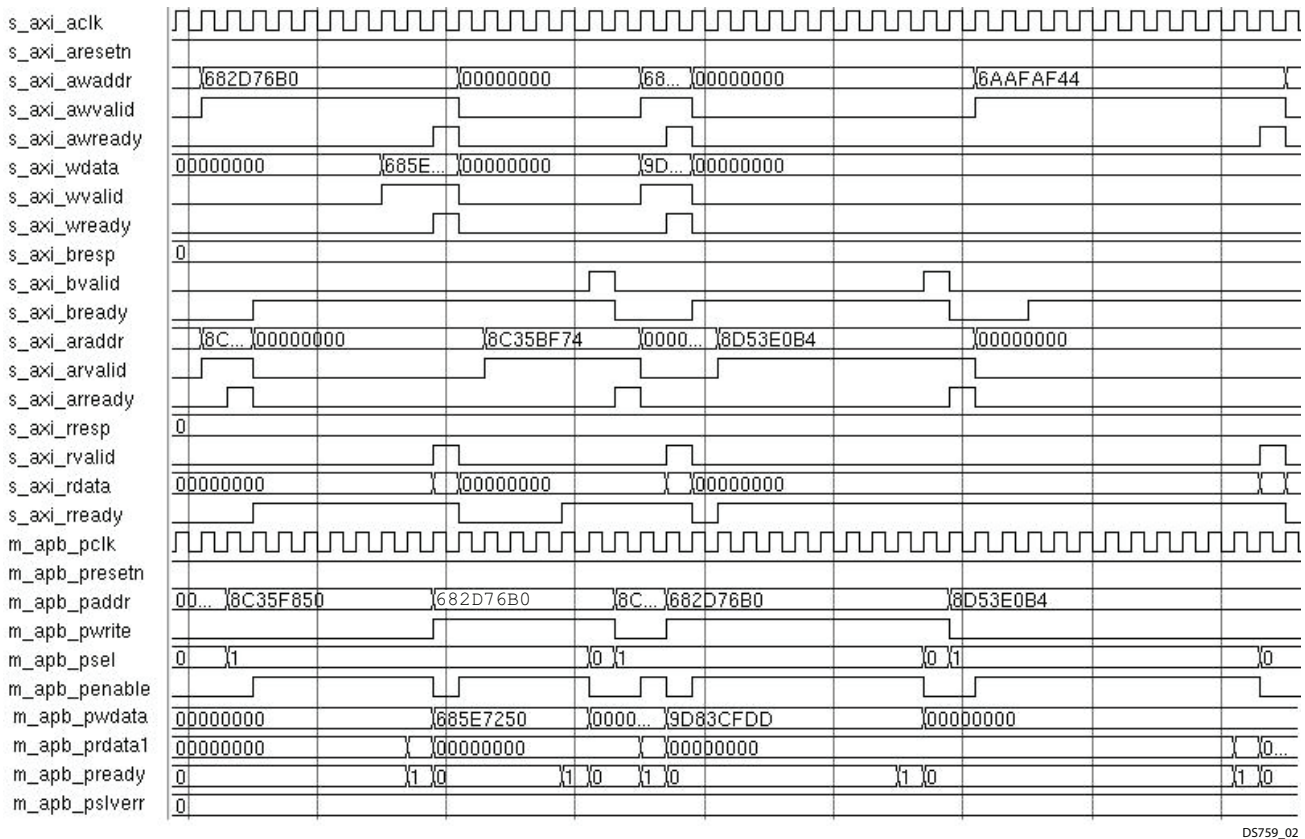 s_axi_aclk
s_axi_aresetn
s_axi_awaddr 682D76B0 00000000 68... 00000000 6AAFAF44
s_axi_awvalid
s_axi_awready
s_axi_wdata 00000000 685E... 00000000 9D... 00000000
s_axi_wvalid
s_axi_wready
s_axi_bresp 0
s_axi_bvalid
s_axi_bready
s_axi_araddr 8C... 00000000 8C35BF74 0000... 8D53E0B4 00000000
s_axi_arvalid
s_axi_arready
s_axi_rresp 0
s_axi_rvalid
s_axi_rdata 00000000 00000000 00000000
s_axi_rready
m_apb_pclk
m_apb_presetn
m_apb_paddr 00... 8C35F850 682D76B0 8C... 682D76B0 8D53E0B4
m_apb_pwrite
m_apb_psel 0 1 0 1 0 1 0
m_apb_penable
m_apb_pwdata 00000000 685E7250 0000... 9D83CFDD 00000000
m_apb_prdata1 00000000 00000000 00000000 0...
m_apb_pready 0 1 0 1 0 1 0 1 0 1 0
m_apb_pslverr 0
DS759_02